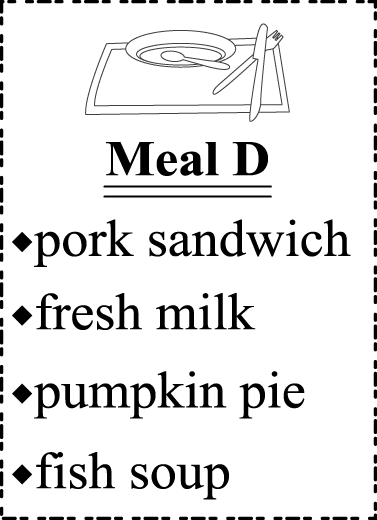 Meal D
◆pork sandwich
◆fresh milk
◆pumpkin pie
◆fish soup